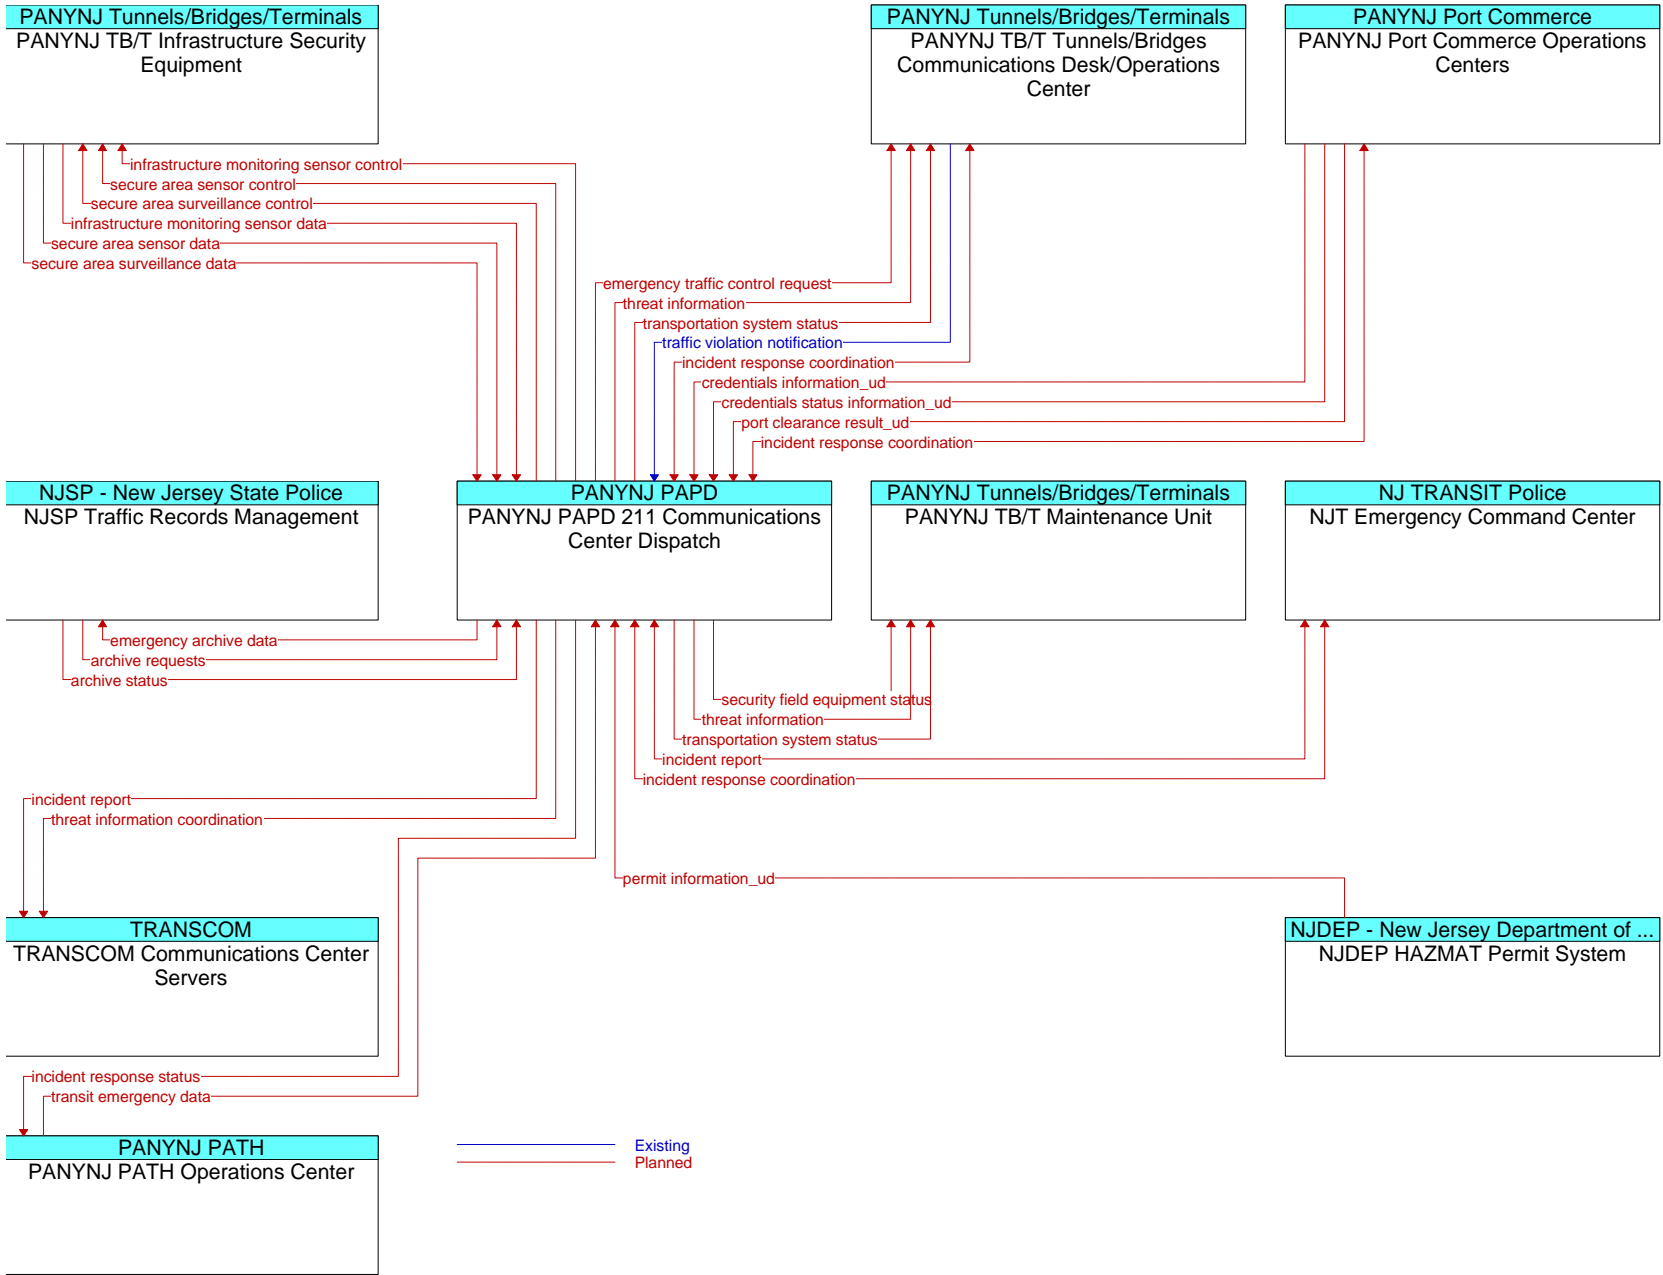 PANYNJ Tunnels/Bridges/Terminals
PANYNJ TB/T Infrastructure Security
Equipment
PANYNJ Tunnels/Bridges/Terminals
PANYNJ TB/T Tunnels/Bridges
Communications Desk/Operations
Center
PANYNJ Port Commerce
PANYNJ Port Commerce Operations
Centers
infrastructure monitoring sensor control
secure area sensor control
secure area surveillance control
infrastructure monitoring sensor data
secure area sensor data
secure area surveillance data
emergency traffic control request
threat information
transportation system status
traffic violation notification
incident response coordination
credentials information_ud
credentials status information_ud
port clearance result_ud
incident response coordination
NJSP - New Jersey State Police
NJSP Traffic Records Management
PANYNJ PAPD
PANYNJ PAPD 211 Communications
Center Dispatch
PANYNJ Tunnels/Bridges/Terminals
PANYNJ TB/T Maintenance Unit
NJ TRANSIT Police
NJT Emergency Command Center
emergency archive data
archive requests
archive status
security field equipment status
threat information
transportation system status
incident report
incident response coordination
incident report
threat information coordination
permit information_ud
TRANSCOM
TRANSCOM Communications Center
Servers
NJDEP - New Jersey Department of ...
NJDEP HAZMAT Permit System
incident response status
transit emergency data
PANYNJ PATH
PANYNJ PATH Operations Center
Existing
Planned